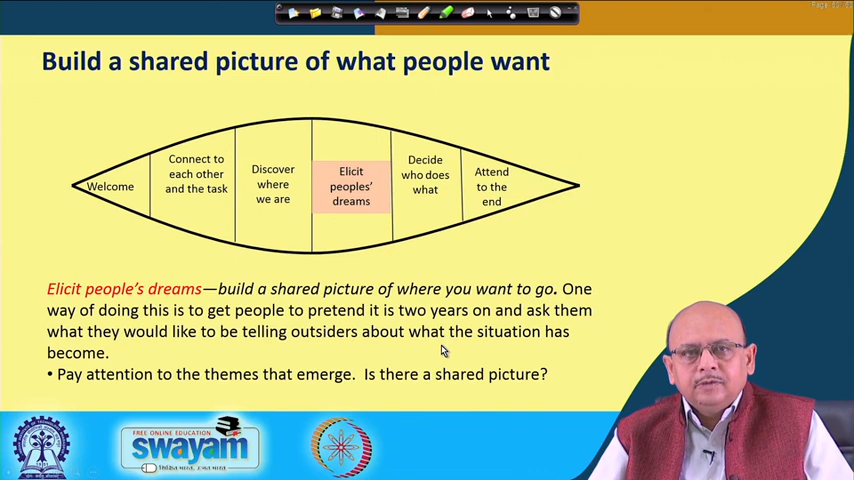 Build a shared picture of what people want
Welcome
Connect to
each other
and the task
Discover
where
we are
Elicit
peoples'
dreams
Decide
who does
what
Attend
to the
end
Elicit people's dreams—build a shared picture of where you want to go. One
way of doing this is to get people to pretend it is two years on and ask them
what they would like to be telling outsiders about what the situation has
become.
• Pay attention to the themes that emerge. Is there a shared picture?
FREE ONLINE EDUCATION
swayam